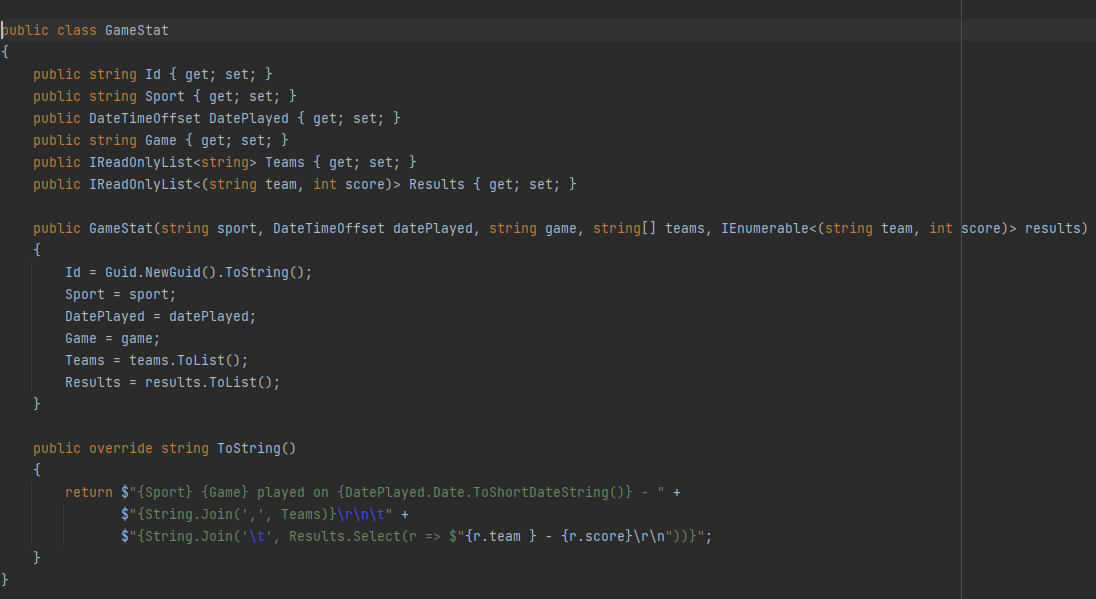 public class GameStat
{
    public string Id { get; set; }
    public string Sport { get; set; }
    public DateTimeOffset DatePlayed { get; set; }
    public string Game { get; set; }
    public IReadOnlyList<string> Teams { get; set; }
    public IReadOnlyList<(string team, int score)> Results { get; set; }

    public GameStat(string sport, DateTimeOffset datePlayed, string game, string[] teams, IEnumerable<(string team, int score)> results)
    {
        Id = Guid.NewGuid().ToString();
        Sport = sport;
        DatePlayed = datePlayed;
        Game = game;
        Teams = teams.ToList();
        Results = results.ToList();
    }

    public override string ToString()
    {
        return $"{Sport} {Game} played on {DatePlayed.Date.ToShortDateString()} - " +
               $"{String.Join(',', Teams)}\r\n\t" +
               $"{String.Join('\t', Results.Select(r => $"{r.team } - {r.score}\r\n"))}";
    }
}